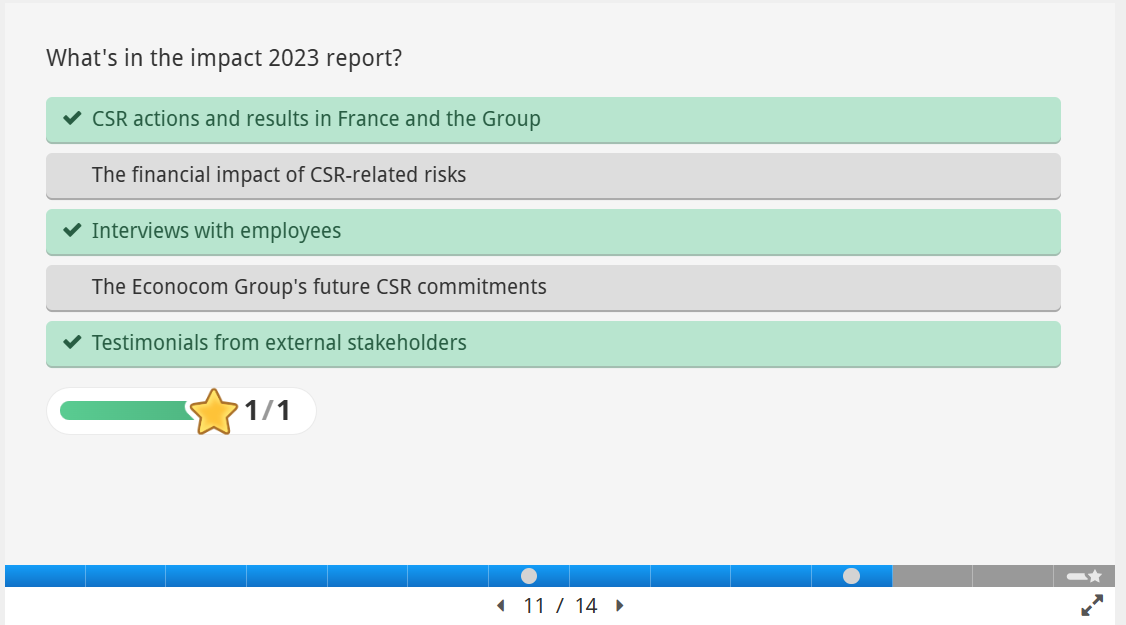 What's in the impact 2023 report?
CSR actions and results in France and the Group
The financial impact of CSR-related risks
Interviews with employees
The Econocom Group's future CSR commitments
Testimonials from external stakeholders
1/1
11 / 14